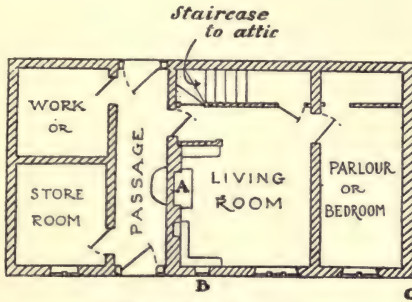 Staircase
to attic
WORK
OR
STORE
ROOM
PASSAGE
A
LIVING
ROOM
PARLOUR
OR
BEDROOM
B
C